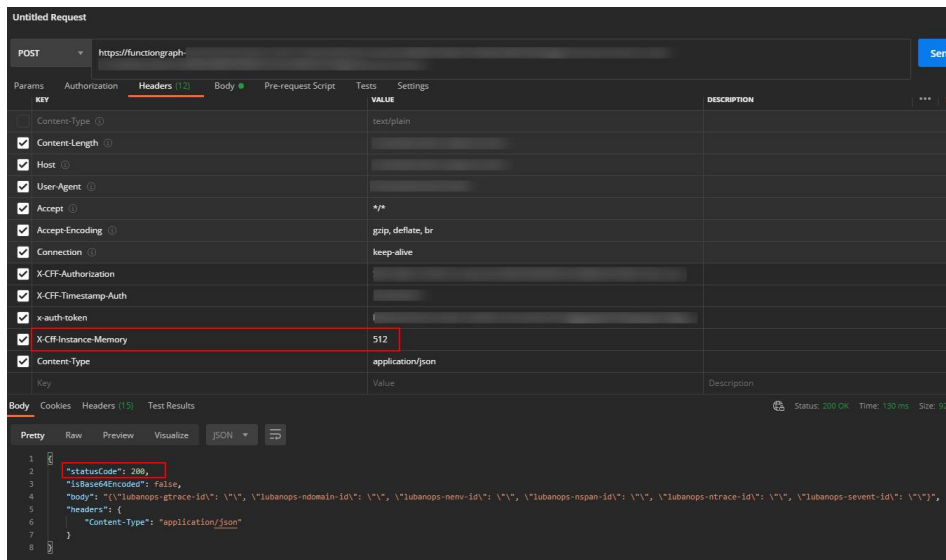 Untitled Request
POST https://functiongraph-
Sen
Params Authorization Headers (12) Body Pre-request Script Tests Settings
KEY VALUE DESCRIPTION
Content-Type text/plain
Content-Length
Host
User-Agent
Accept */*
Accept-Encoding gzip, deflate, br
Connection keep-alive
X-CFF-Authorization
X-CFF-Timestamp-Auth
x-auth-token
X-Cff-Instance-Memory 512
Content-Type application/json
Key Value Description
Body Cookies Headers (15) Test Results Status: 200 OK Time: 130 ms Size: 92
Pretty Raw Preview Visualize JSON
1 {
2 "statusCode": 200,
3 "isBase64Encoded": false,
4 "body": "{\"lubanops-gtrace-id\": \"\", \"lubanops-ndomain-id\": \"\", \"lubanops-nenv-id\": \"\", \"lubanops-nspan-id\": \"\", \"lubanops-ntrace-id\": \"\", \"lubanops-sevent-id\": \"\"}",
5 "headers": {
6 "Content-Type": "application/json"
7 }
8 }